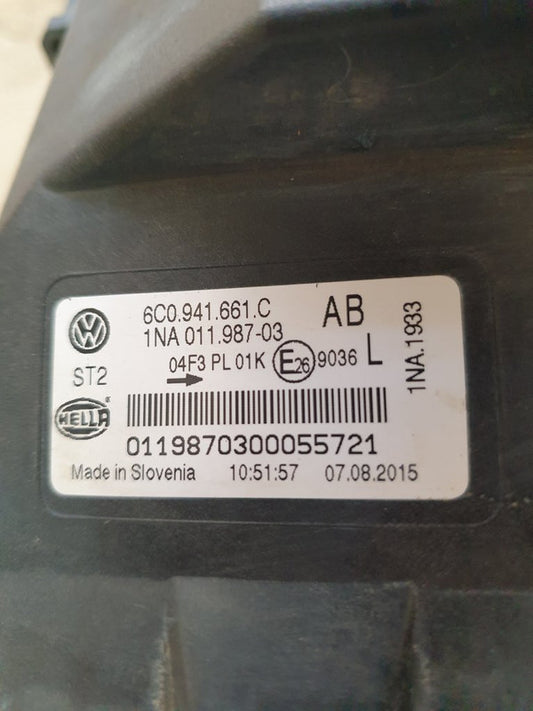 6C0.941.661.C
AB
1NA 011.987-03
04F3 PL 01K E26 9036 L
ST2
HELLA ®
0119870300055721
Made in Slovenia 10:51:57 07.08.2015
1NA.1933